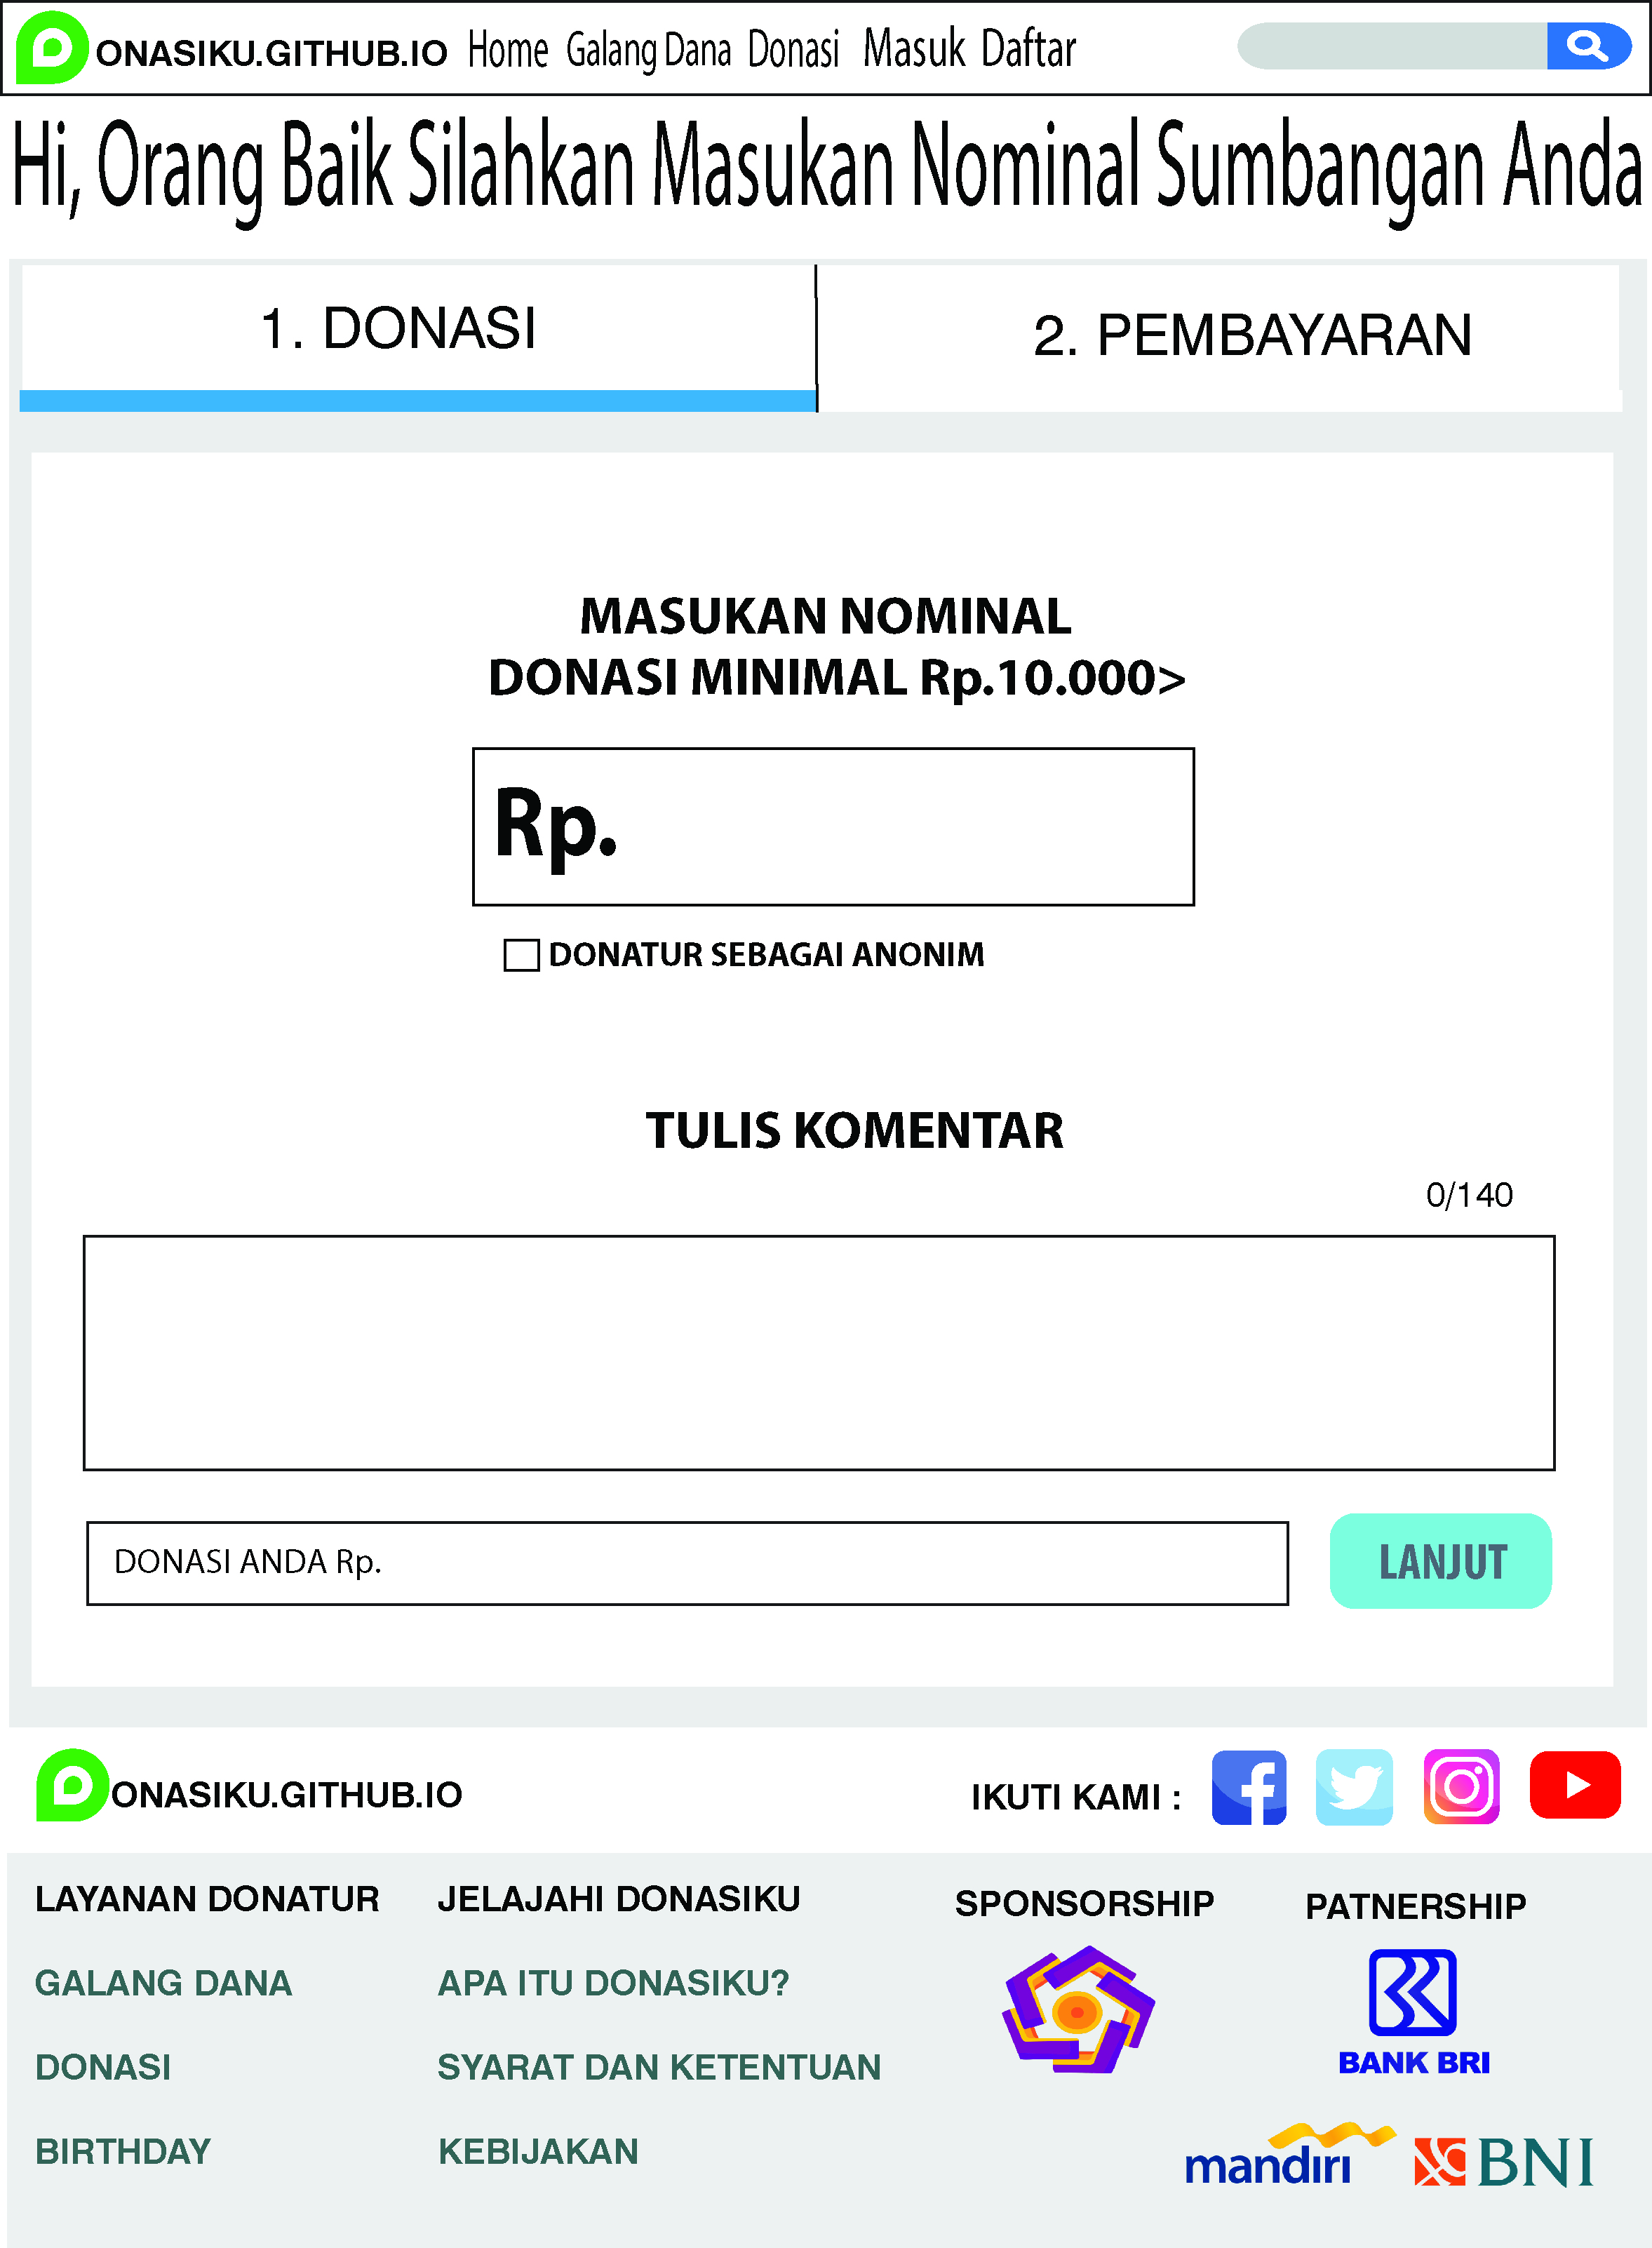 ONASIKU.GITHUB.IO Home Galang Dana Donasi Masuk Daftar
Hi, Orang Baik Silahkan Masukan Nominal Sumbangan Anda
1. DONASI
2. PEMBAYARAN
MASUKAN NOMINAL
DONASI MINIMAL Rp.10.000>
Rp.
DONATUR SEBAGAI ANONIM
TULIS KOMENTAR
0/140
DONASI ANDA Rp.
LANJUT
ONASIKU.GITHUB.IO
IKUTI KAMI :
LAYANAN DONATUR
GALANG DANA
DONASI
BIRTHDAY
JELAJAHI DONASIKU
APA ITU DONASIKU?
SYARAT DAN KETENTUAN
KEBIJAKAN
SPONSORSHIP
PATNERSHIP
BANK BRI
mandırı
BNI